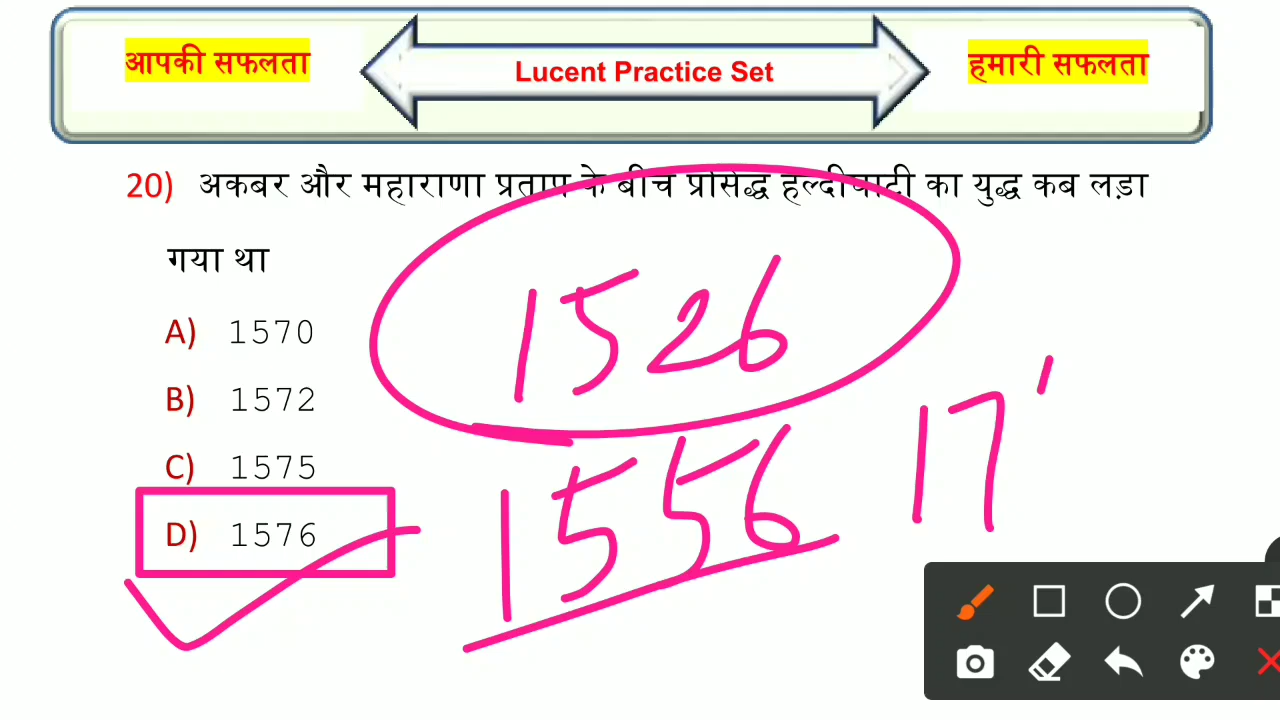 आपकी सफलता
Lucent Practice Set
हमारी सफलता
20) अकबर और महाराणा प्रताप के बीच प्रसिद्ध हल्दीघाटी का युद्ध कब लड़ा
गया था
1526
A) 1570
B) 1572
C) 1575
D) 1576
1556
17